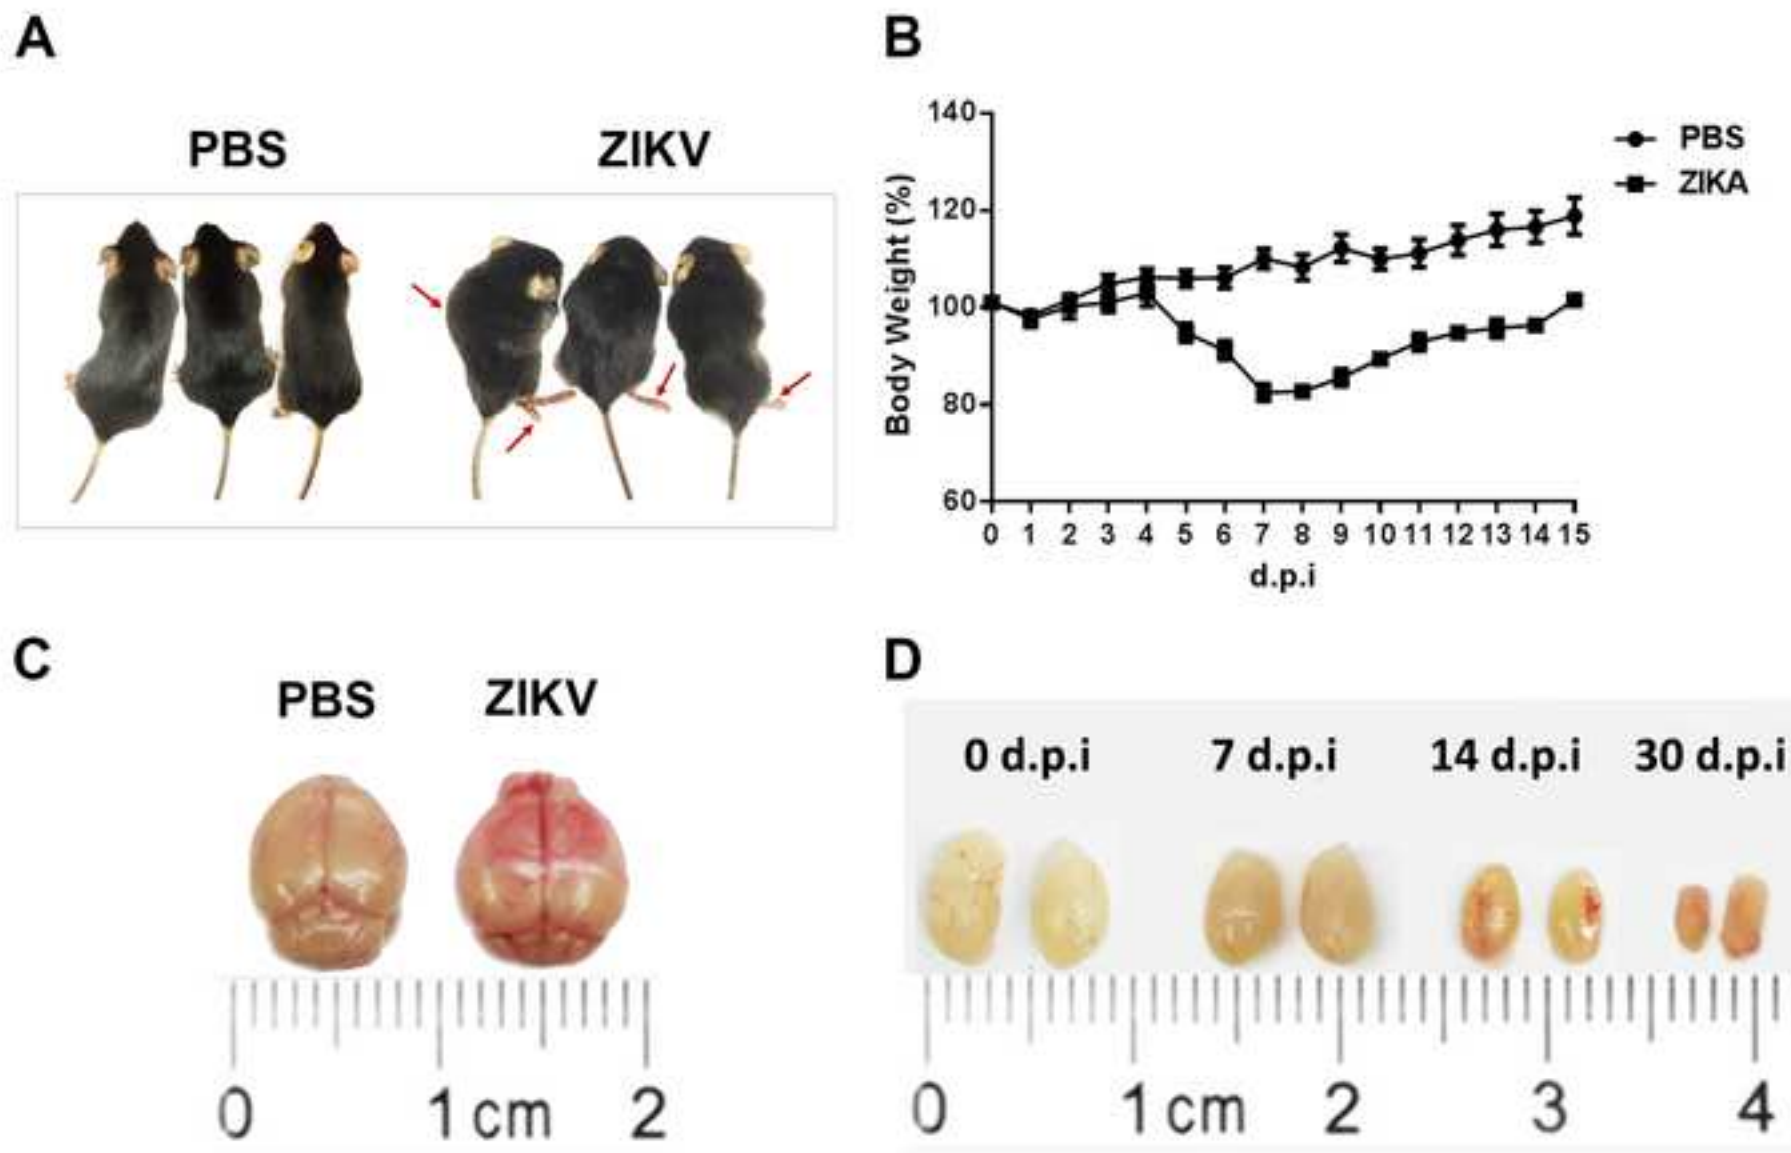 A
PBS ZIKV
B
140
120
100
80
60
Body Weight (%)
0 1 2 3 4 5 6 7 8 9 10 11 12 13 14 15
d.p.i
PBS
ZIKA
C
PBS ZIKV
0 1 cm 2
D
0 d.p.i 7 d.p.i 14 d.p.i 30 d.p.i
0 1 cm 2 3 4